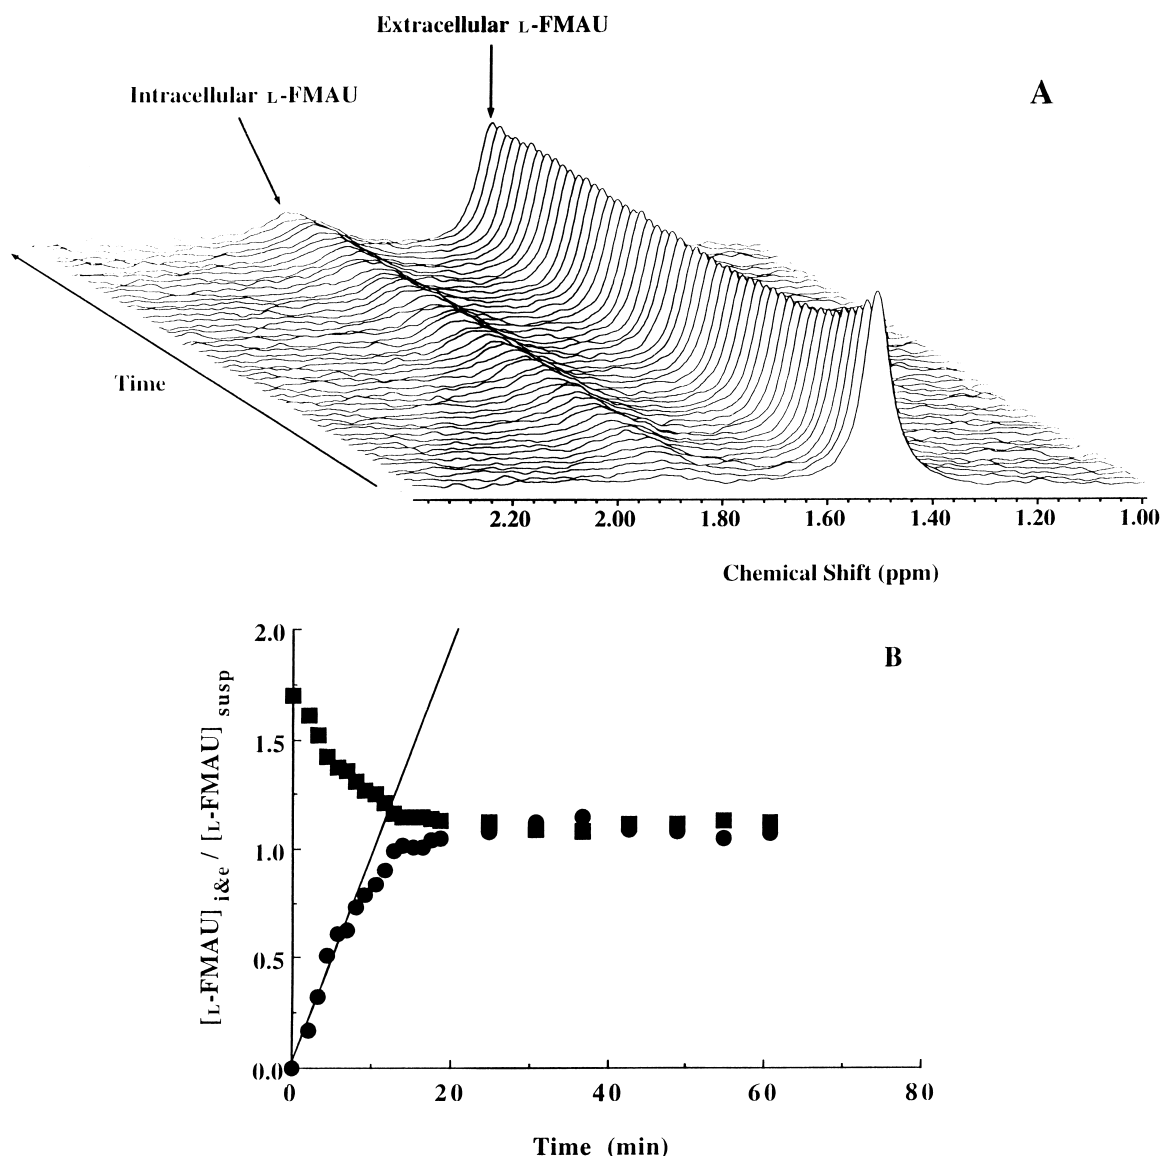 Extracellular L-FMAU
A
Intracellular L-FMAU
Time
2.20 2.00 1.80 1.60 1.40 1.20 1.00
Chemical Shift (ppm)
B
[L-FMAU] i&e / [L-FMAU] susp
2.0
1.5
1.0
0.5
0.0
0 20 40 60 80
Time (min)